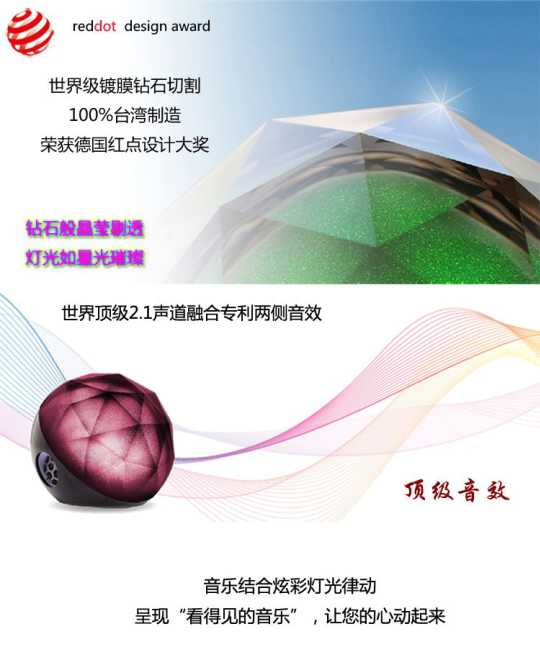 reddot design award
世界级镀膜钻石切割
100%台湾制造
荣获德国红点设计大奖
钻石般晶莹剔透
灯光如星光璀璨
世界顶级2.1声道融合专利两侧音效
顶级音效
音乐结合炫彩灯光律动
呈现“看得见的音乐”，让您的心动起来